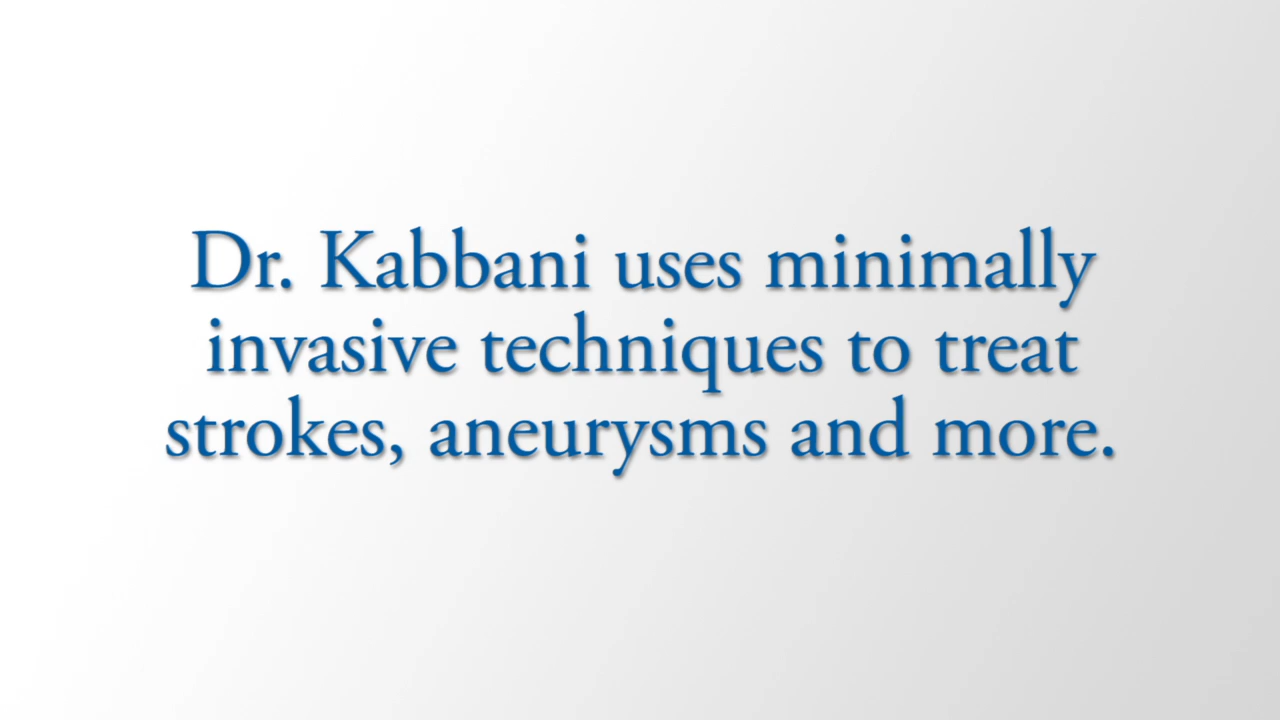 Dr. Kabbani uses minimally
invasive techniques to treat
strokes, aneurysms and more.